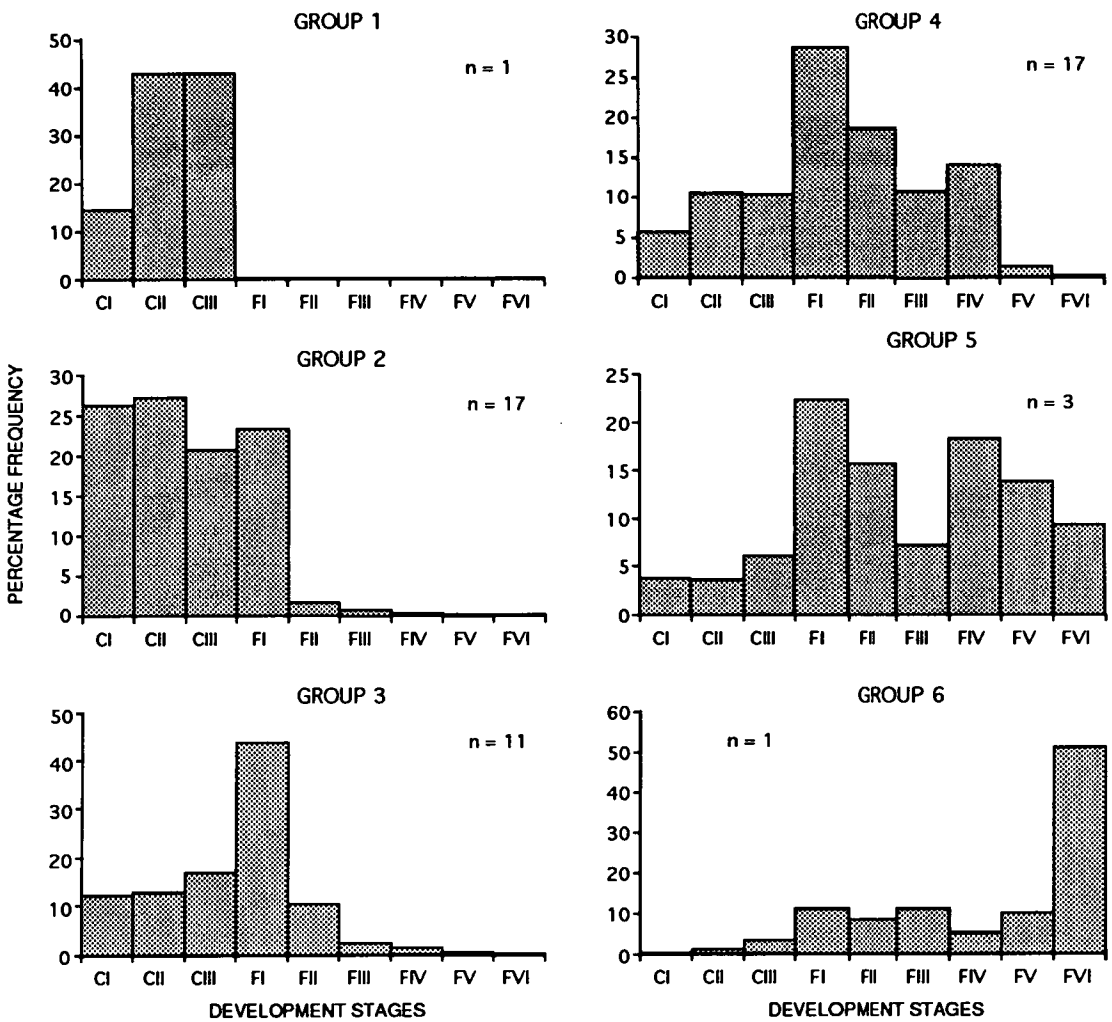 GROUP 1
n = 1
50
40
30
20
10
0
CI CII CIII FI FII FIII FIV FV FVI
GROUP 2
n = 17
30
25
20
15
10
5
0
CI CII CIII FI FII FIII FIV FV FVI
GROUP 3
n = 11
50
40
30
20
10
0
CI CII CIII FI FII FIII FIV FV FVI
PERCENTAGE FREQUENCY
DEVELOPMENT STAGES
GROUP 4
n = 17
30
25
20
15
10
5
0
CI CII CIII FI FII FIII FIV FV FVI
GROUP 5
n = 3
25
20
15
10
5
0
CI CII CIII FI FII FIII FIV FV FVI
GROUP 6
n = 1
60
50
40
30
20
10
0
CI CII CIII FI FII FIII FIV FV FVI
DEVELOPMENT STAGES